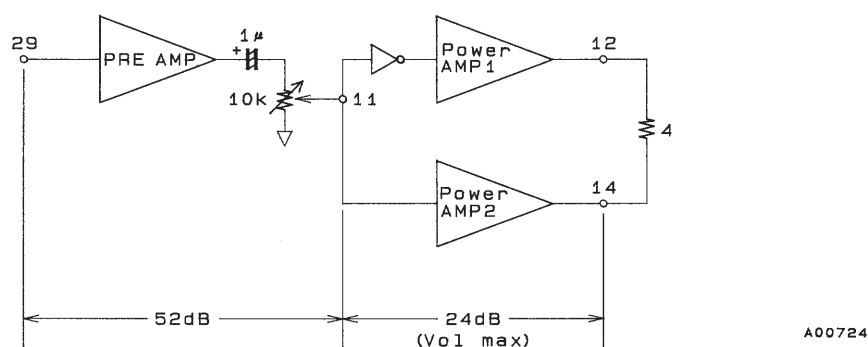 29
PRE AMP
1μ
+
10k
11
Power
AMP1
12
4
Power
AMP2
14
52dB
24dB
(Vol max)
A00724